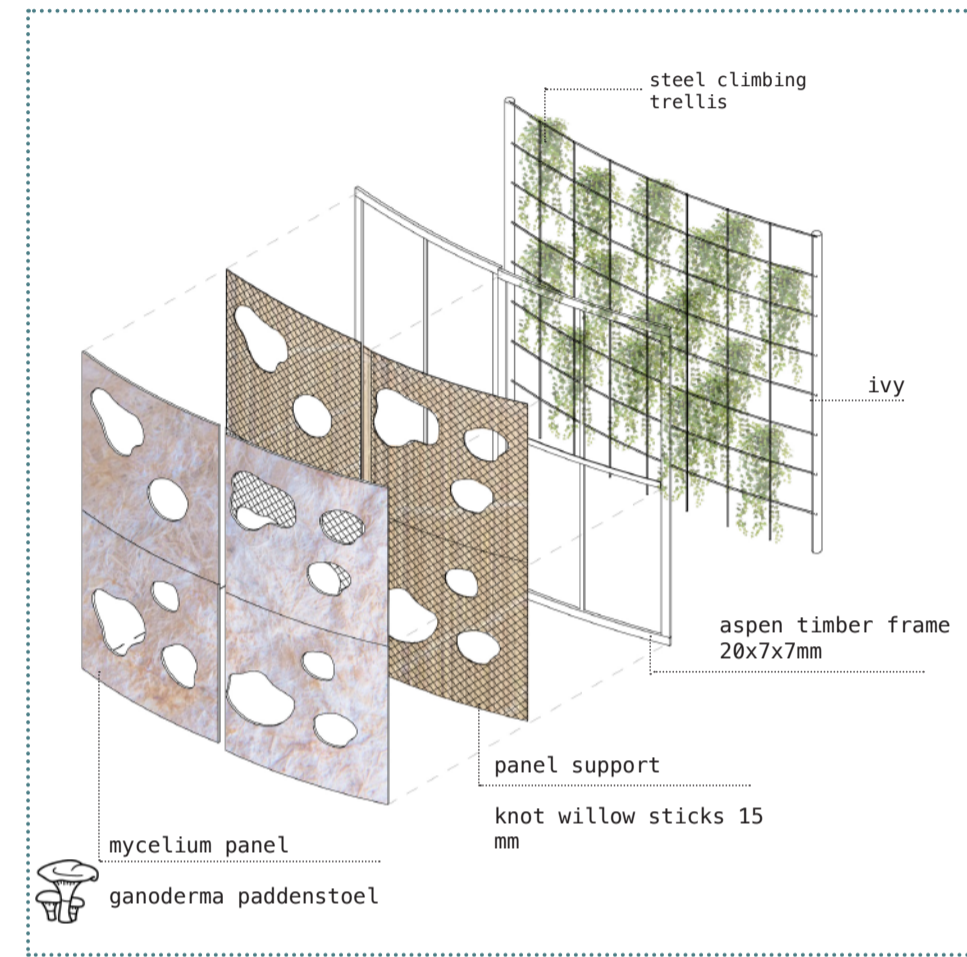 steel climbing
trellis
ivy
aspen timber frame
20x7x7mm
panel support
knot willow sticks 15
mm
mycelium panel
ganoderma paddenstoel